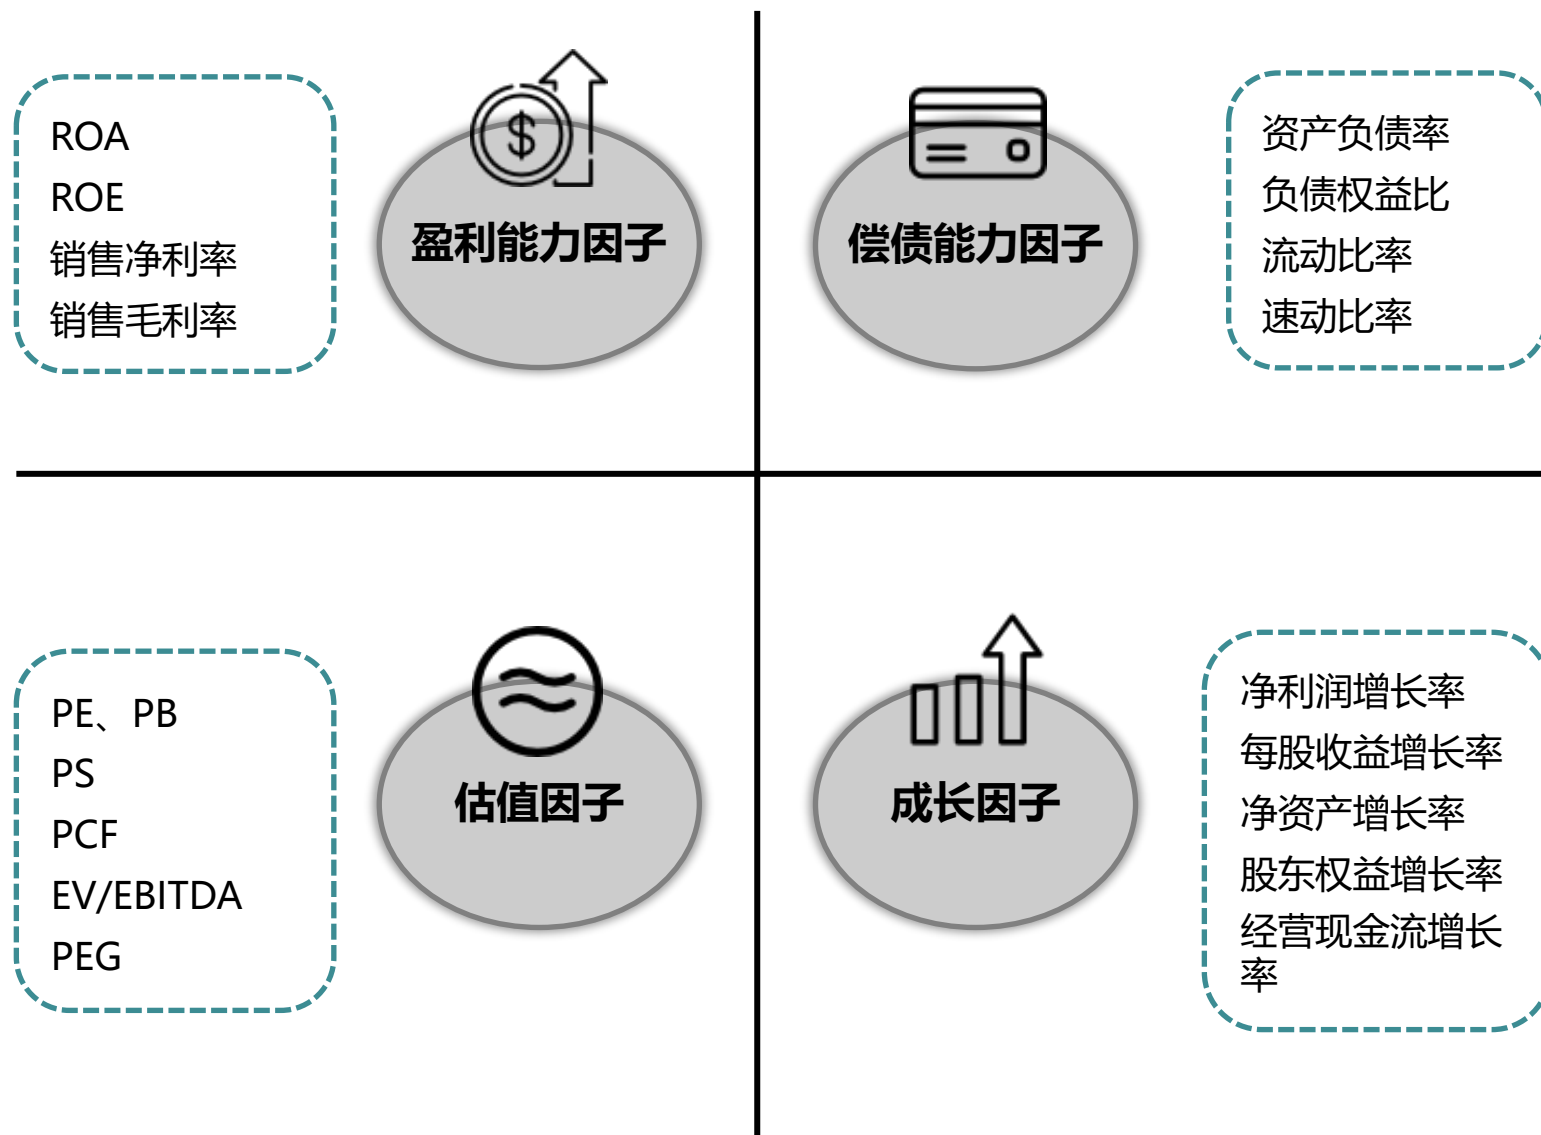 ROA
ROE
销售净利率
销售毛利率
盈利能力因子
偿债能力因子
资产负债率
负债权益比
流动比率
速动比率
PE、PB
PS
PCF
EV/EBITDA
PEG
估值因子
成长因子
净利润增长率
每股收益增长率
净资产增长率
股东权益增长率
经营现金流增长
率